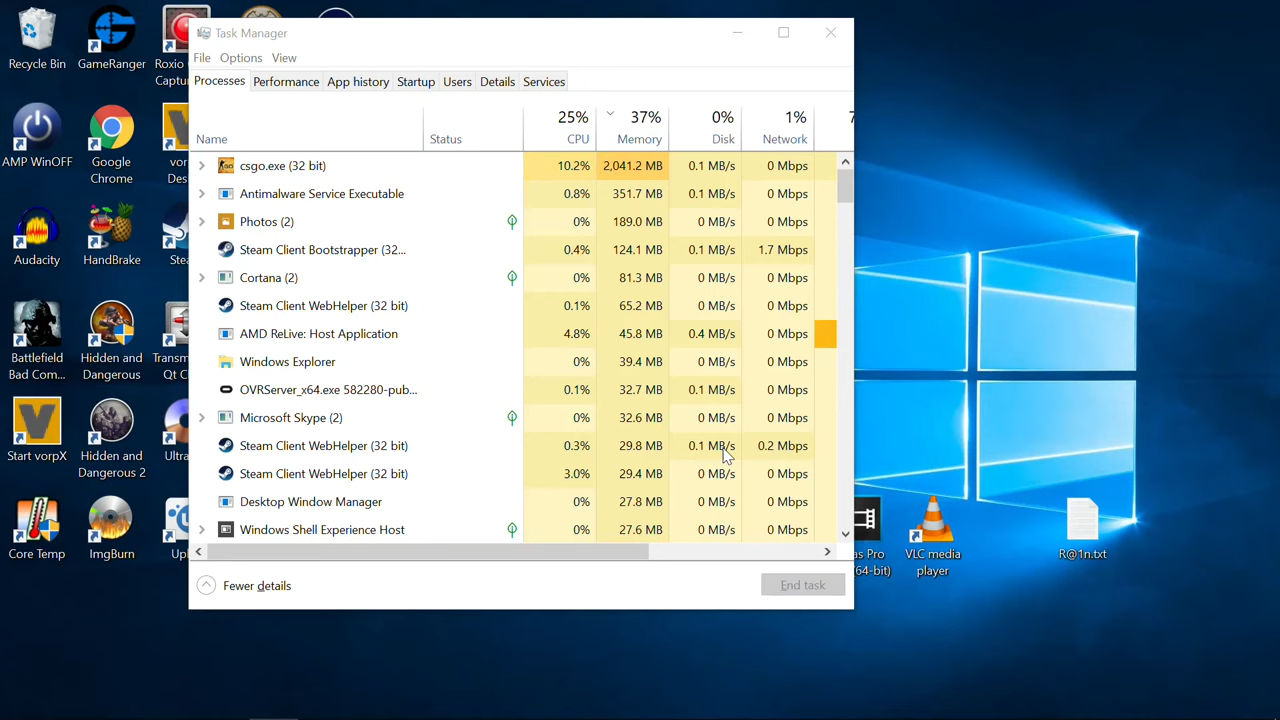 Task Manager
File Options View
Processes Performance App history Startup Users Details Services
25% 37% 0% 1%
Name Status CPU Memory Disk Network
csgo.exe (32 bit) 10.2% 2,041.2 MB 0.1 MB/s 0 Mbps
Antimalware Service Executable 0.8% 351.7 MB 0.1 MB/s 0 Mbps
Photos (2) 0% 189.0 MB 0 MB/s 0 Mbps
Steam Client Bootstrapper (32... 0.4% 124.1 MB 0.1 MB/s 1.7 Mbps
Cortana (2) 0% 81.3 MB 0 MB/s 0 Mbps
Steam Client WebHelper (32 bit) 0.1% 65.2 MB 0 MB/s 0 Mbps
AMD ReLive: Host Application 4.8% 45.8 MB 0.4 MB/s 0 Mbps
Windows Explorer 0% 39.4 MB 0 MB/s 0 Mbps
OVRServer_x64.exe 582280-pub... 0.1% 32.7 MB 0.1 MB/s 0 Mbps
Microsoft Skype (2) 0% 32.6 MB 0 MB/s 0 Mbps
Steam Client WebHelper (32 bit) 0.3% 29.8 MB 0.1 MB/s 0.2 Mbps
Steam Client WebHelper (32 bit) 3.0% 29.4 MB 0 MB/s 0 Mbps
Desktop Window Manager 0% 27.8 MB 0 MB/s 0 Mbps
Windows Shell Experience Host 0% 27.6 MB 0 MB/s 0 Mbps
Fewer details
End task
Recycle Bin
GameRanger
Roxio
Captu
AMP WinOFF
Google
Chrome
Audacity
HandBrake
Battlefield
Bad Com...
Hidden and
Dangerous
Transm
Qt C
Start vorpX
Hidden and
Dangerous 2
Ultra
Core Temp
ImgBurn
Upl
as Pro
(64-bit)
VLC media
player
R@1n.txt